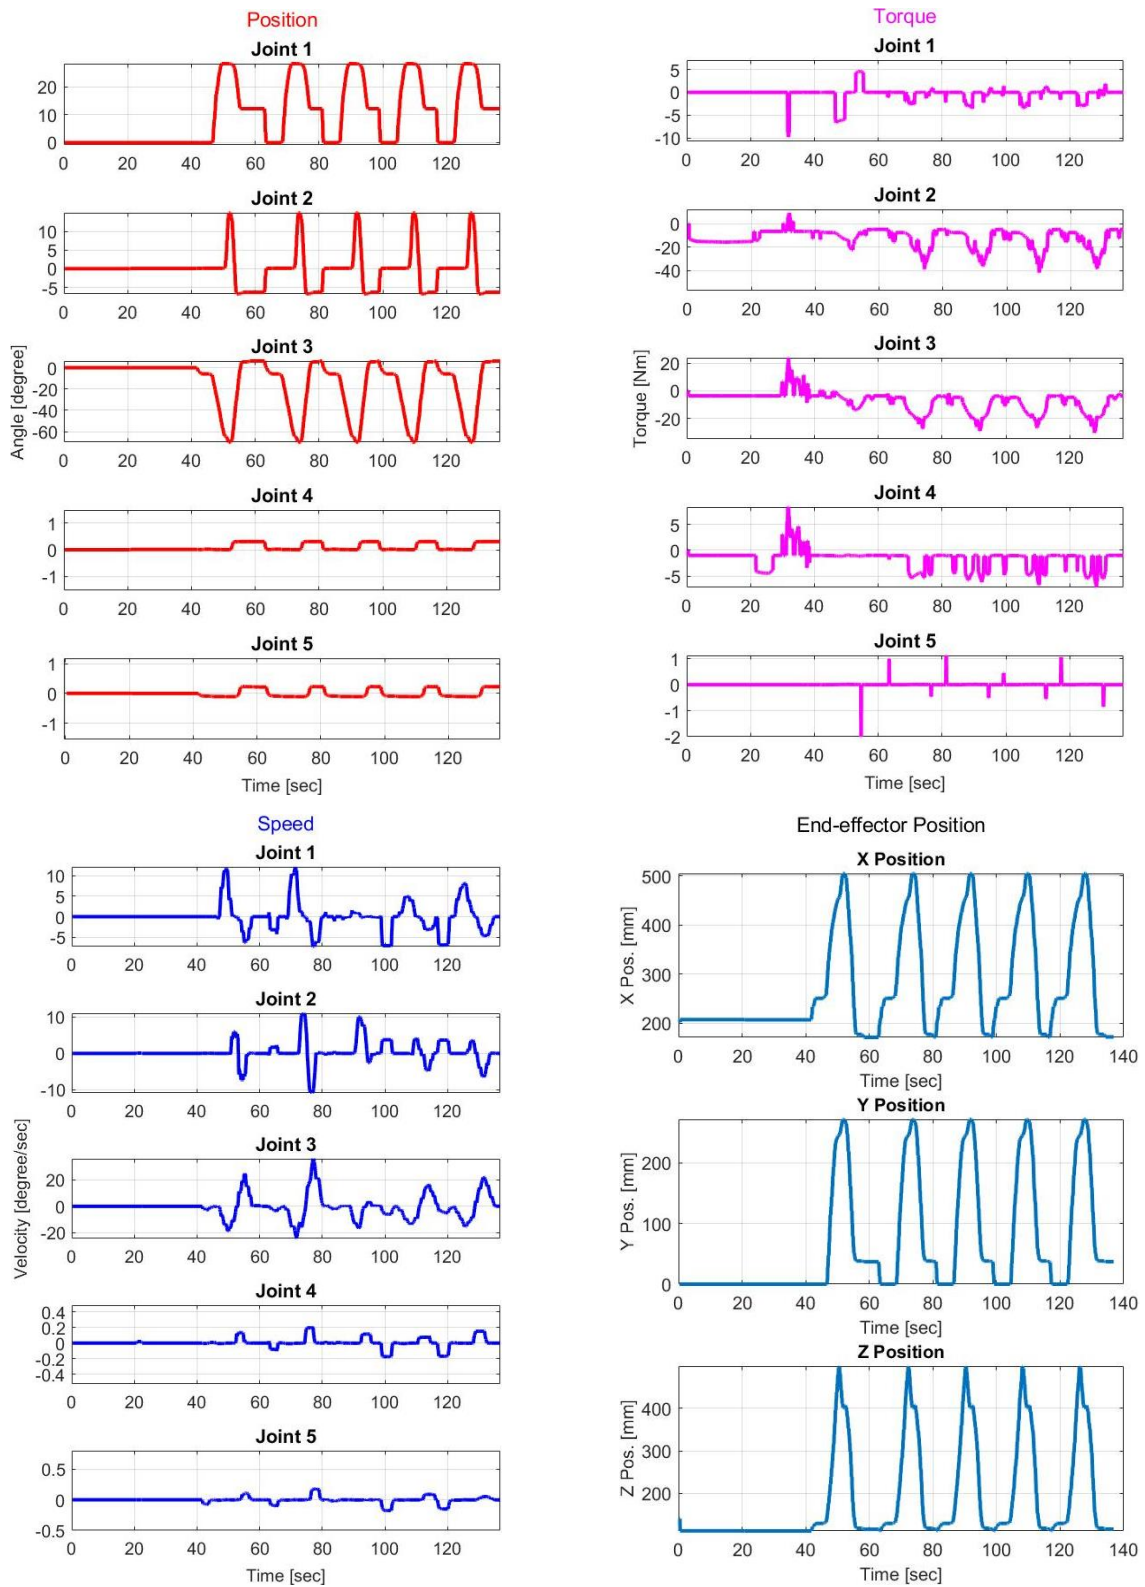 Position
Joint 1
20
10
0
0 20 40 60 80 100 120
Joint 2
10
5
0
-5
0 20 40 60 80 100 120
Joint 3
0
-20
-40
-60
0 20 40 60 80 100 120
Angle [degree]
Joint 4
1
0
-1
0 20 40 60 80 100 120
Joint 5
1
0
-1
0 20 40 60 80 100 120
Time [sec]
Torque
Joint 1
5
0
-5
-10
0 20 40 60 80 100 120
Joint 2
0
-20
-40
0 20 40 60 80 100 120
Joint 3
20
0
-20
0 20 40 60 80 100 120
Torque [Nm]
Joint 4
5
0
-5
0 20 40 60 80 100 120
Joint 5
1
0
-1
-2
0 20 40 60 80 100 120
Time [sec]
Speed
Joint 1
10
5
0
-5
0 20 40 60 80 100 120
Joint 2
10
0
-10
0 20 40 60 80 100 120
Joint 3
20
0
-20
0 20 40 60 80 100 120
Velocity [degree/sec]
Joint 4
0.4
0.2
0
-0.2
-0.4
0 20 40 60 80 100 120
Joint 5
0.5
0
-0.5
0 20 40 60 80 100 120
Time [sec]
End-effector Position
X Position
500
400
300
200
X Pos. [mm]
0 20 40 60 80 100 120 140
Time [sec]
Y Position
200
100
0
Y Pos. [mm]
0 20 40 60 80 100 120 140
Time [sec]
Z Position
400
300
200
Z Pos. [mm]
0 20 40 60 80 100 120 140
Time [sec]